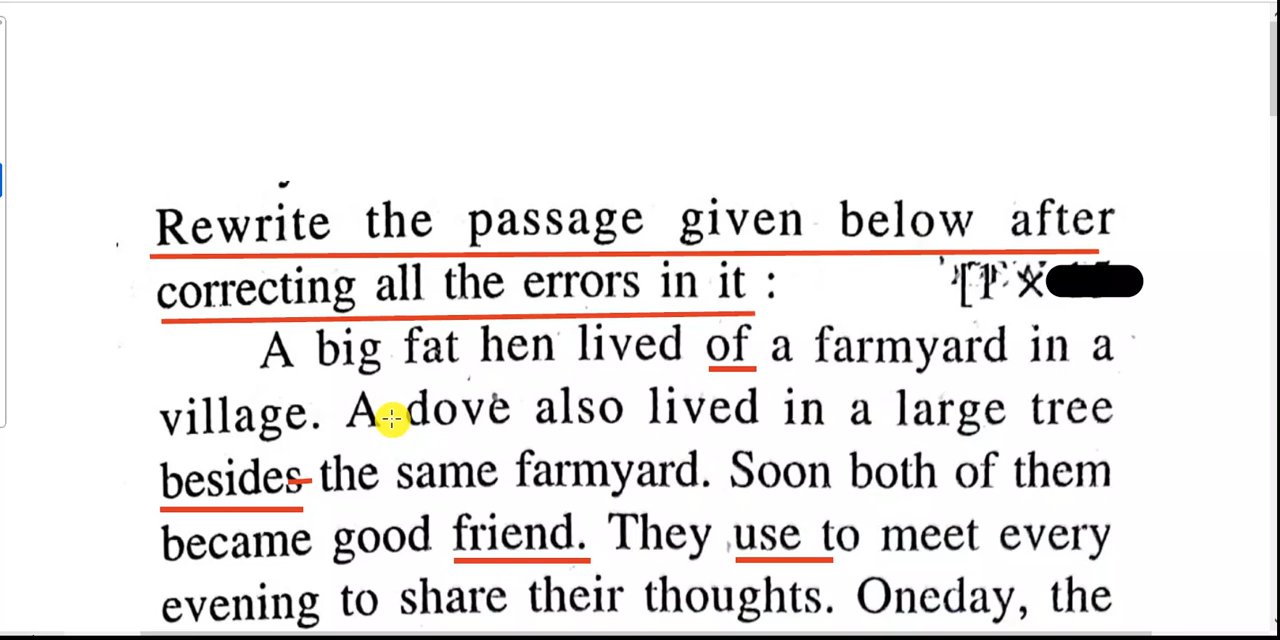 Rewrite the passage given below after
correcting all the errors in it :
A big fat hen lived of a farmyard in a
village. A dove also lived in a large tree
besides the same farmyard. Soon both of them
became good friend. They use to meet every
evening to share their thoughts. Oneday, the